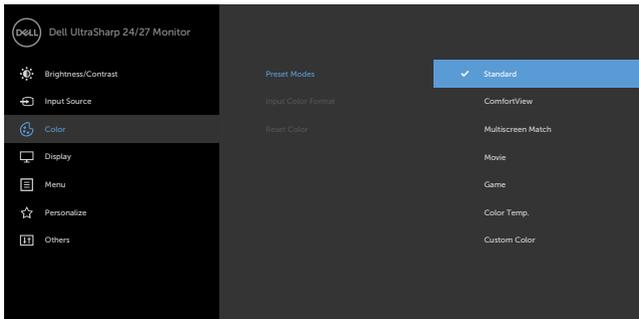 DELL
Dell UltraSharp 24/27 Monitor
Brightness/Contrast
Input Source
Color
Display
Menu
Personalize
Others
Preset Modes
Input Color Format
Reset Color
Standard
ComfortView
Multiscreen Match
Movie
Game
Color Temp.
Custom Color